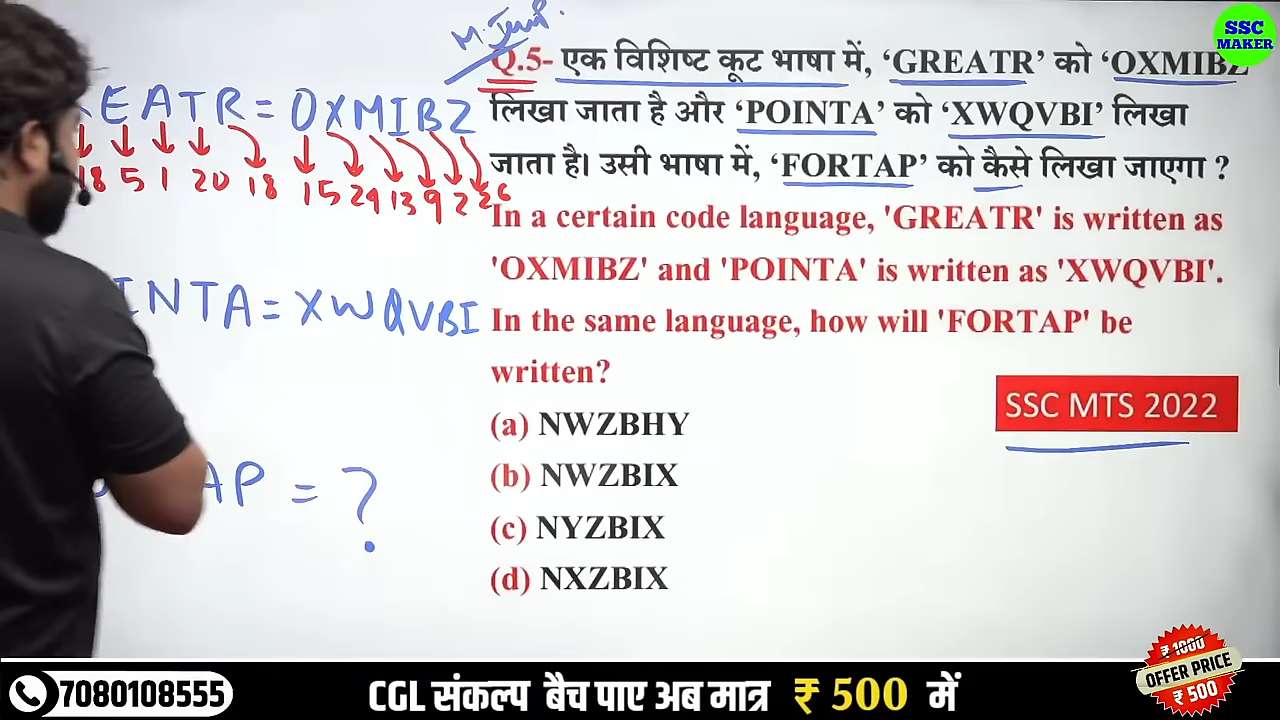 M. Imp.
SSC
MAKER
Q.5- एक विशिष्ट कूट भाषा में, ‘GREATR’ को ‘OXMIBZ’
लिखा जाता है और ‘POINTA’ को ‘XWQVBI’ लिखा
जाता है। उसी भाषा में, ‘FORTAP’ को कैसे लिखा जाएगा ?
In a certain code language, 'GREATR' is written as
'OXMIBZ' and 'POINTA' is written as 'XWQVBI'.
In the same language, how will 'FORTAP' be
written?
(a) NWZBHY
(b) NWZBIX
(c) NYZBIX
(d) NXZBIX
SSC MTS 2022
EATR = OXMIBZ
18 5 1 20 18 15 24 13 9 2 26
INTA = XWQVBI
AP = ?
7080108555
CGL संकल्प बैच पाए अब मात्र ₹ 500 में
₹ 1000
OFFER PRICE
₹ 500